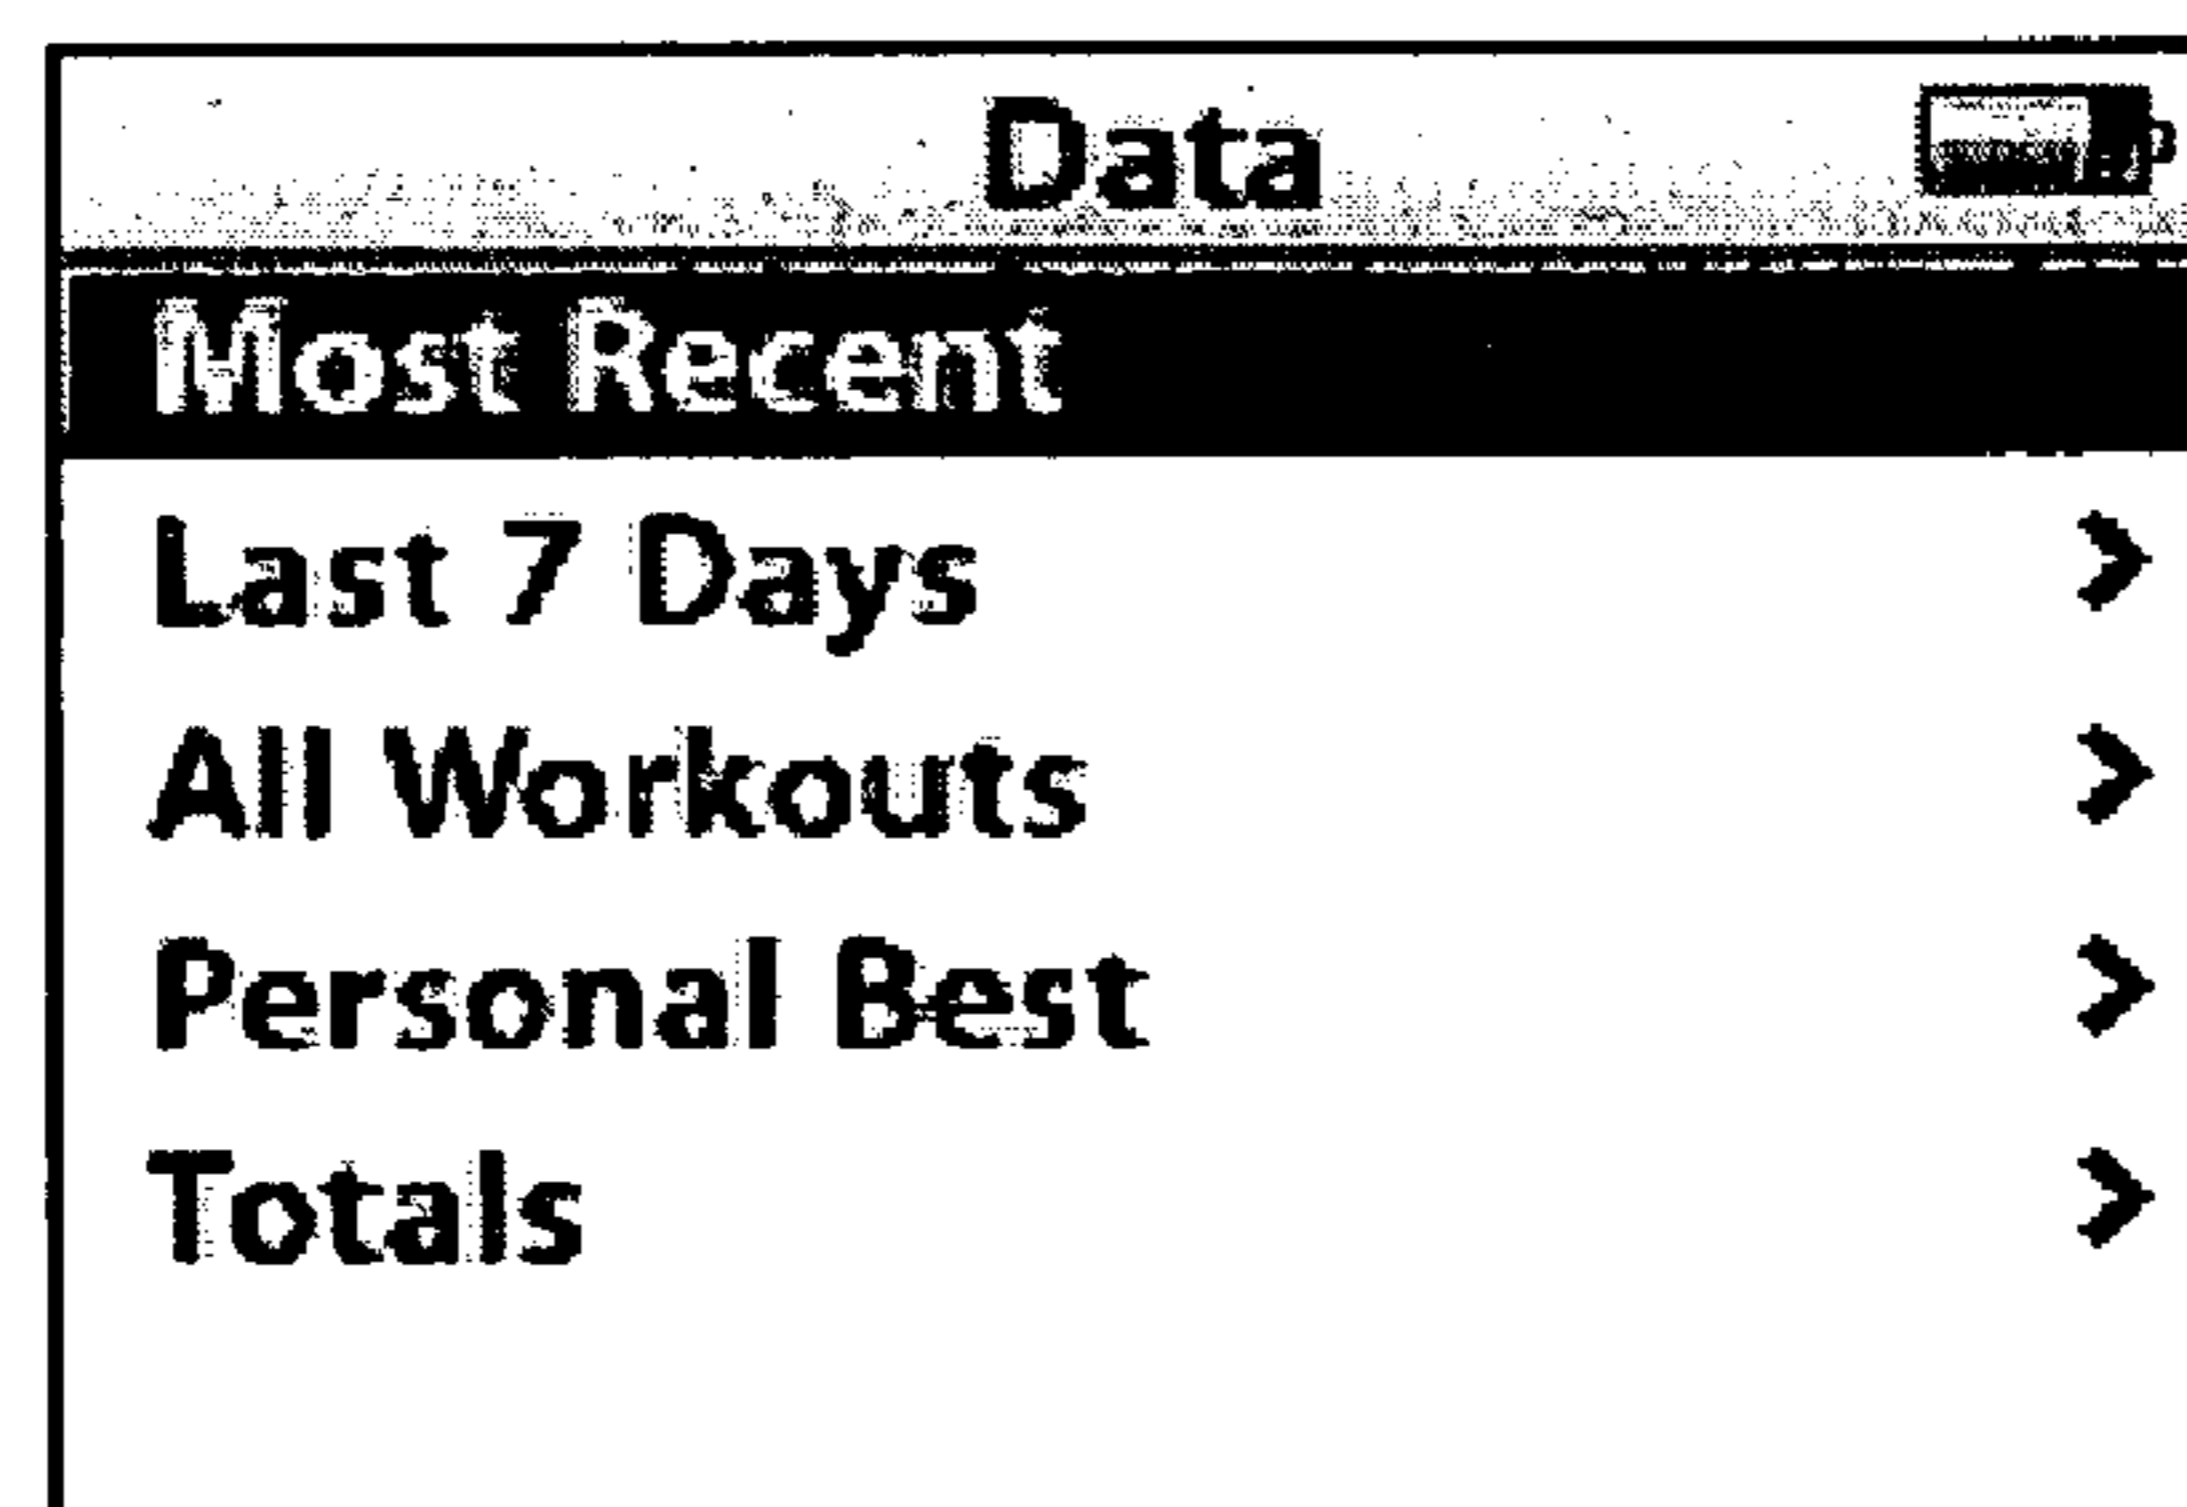 Data
Most Recent
Last 7 Days >
All Workouts >
Personal Best >
Totals >